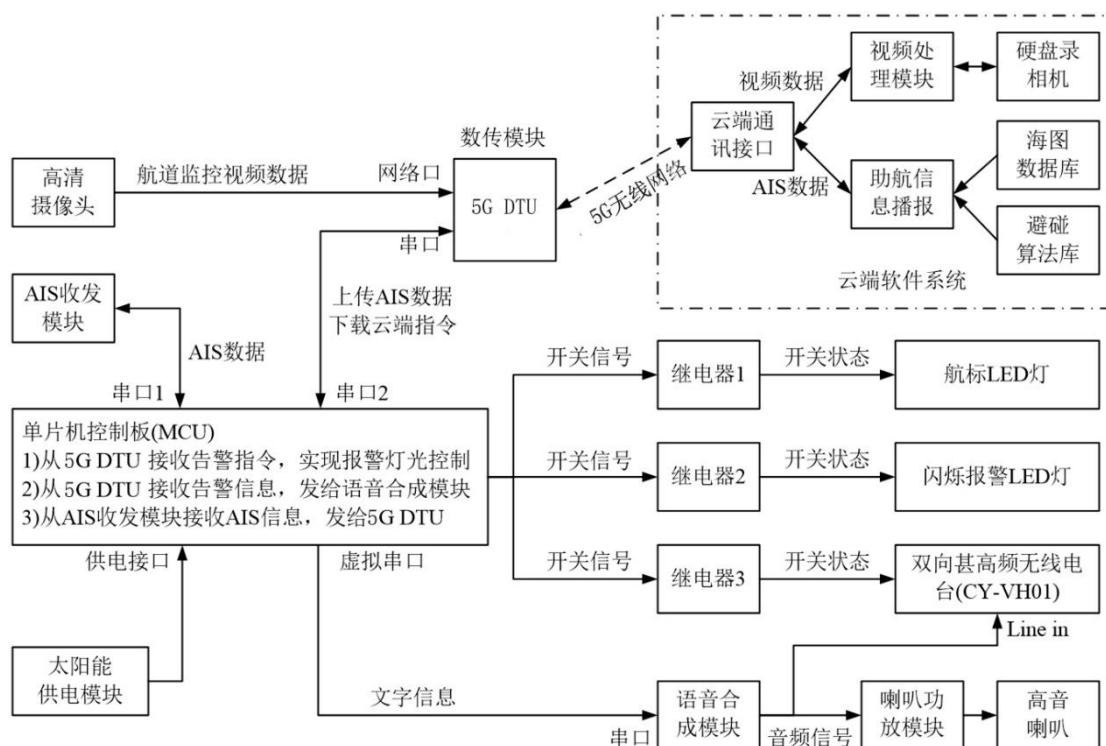 视频处
理模块
硬盘录
相机
视频数据
云端通
讯接口
AIS数据
海图
数据库
助航信
息播报
避碰
算法库
云端软件系统
5G无线网络
数传模块
5G DTU
网络口
串口
高清
摄像头
航道监控视频数据
AIS收发
模块
AIS数据
上传AIS数据
下载云端指令
串口1
串口2
单片机控制板(MCU)
1)从5G DTU 接收告警指令，实现报警灯光控制
2)从5G DTU 接收告警信息，发给语音合成模块
3)从AIS收发模块接收AIS信息，发给5G DTU
开关信号
继电器1
开关状态
航标LED灯
开关信号
继电器2
开关状态
闪烁报警LED灯
开关信号
继电器3
开关状态
双向甚高频无线电
台(CY-VH01)
Line in
供电接口
虚拟串口
太阳能
供电模块
文字信息
串口
语音合
成模块
音频信号
喇叭功
放模块
高音
喇叭